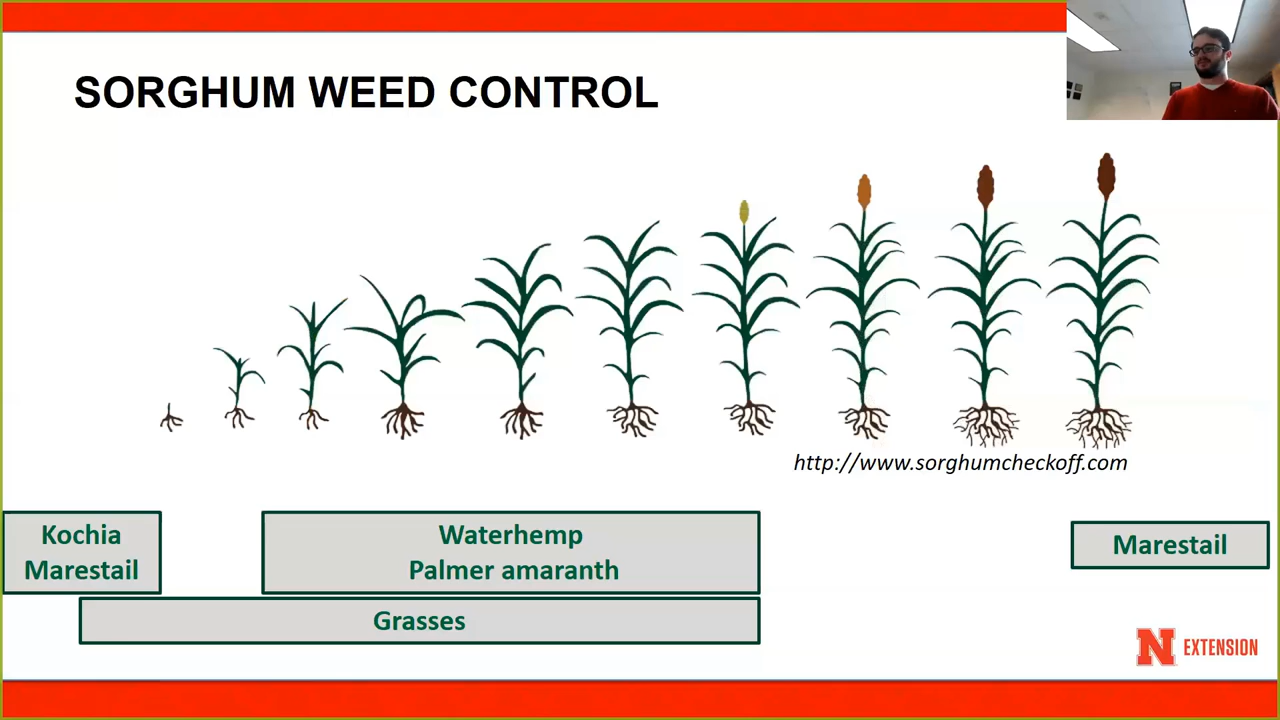 SORGHUM WEED CONTROL
http://www.sorghumcheckoff.com
Kochia
Marestail
Waterhemp
Palmer amaranth
Marestail
Grasses
N EXTENSION